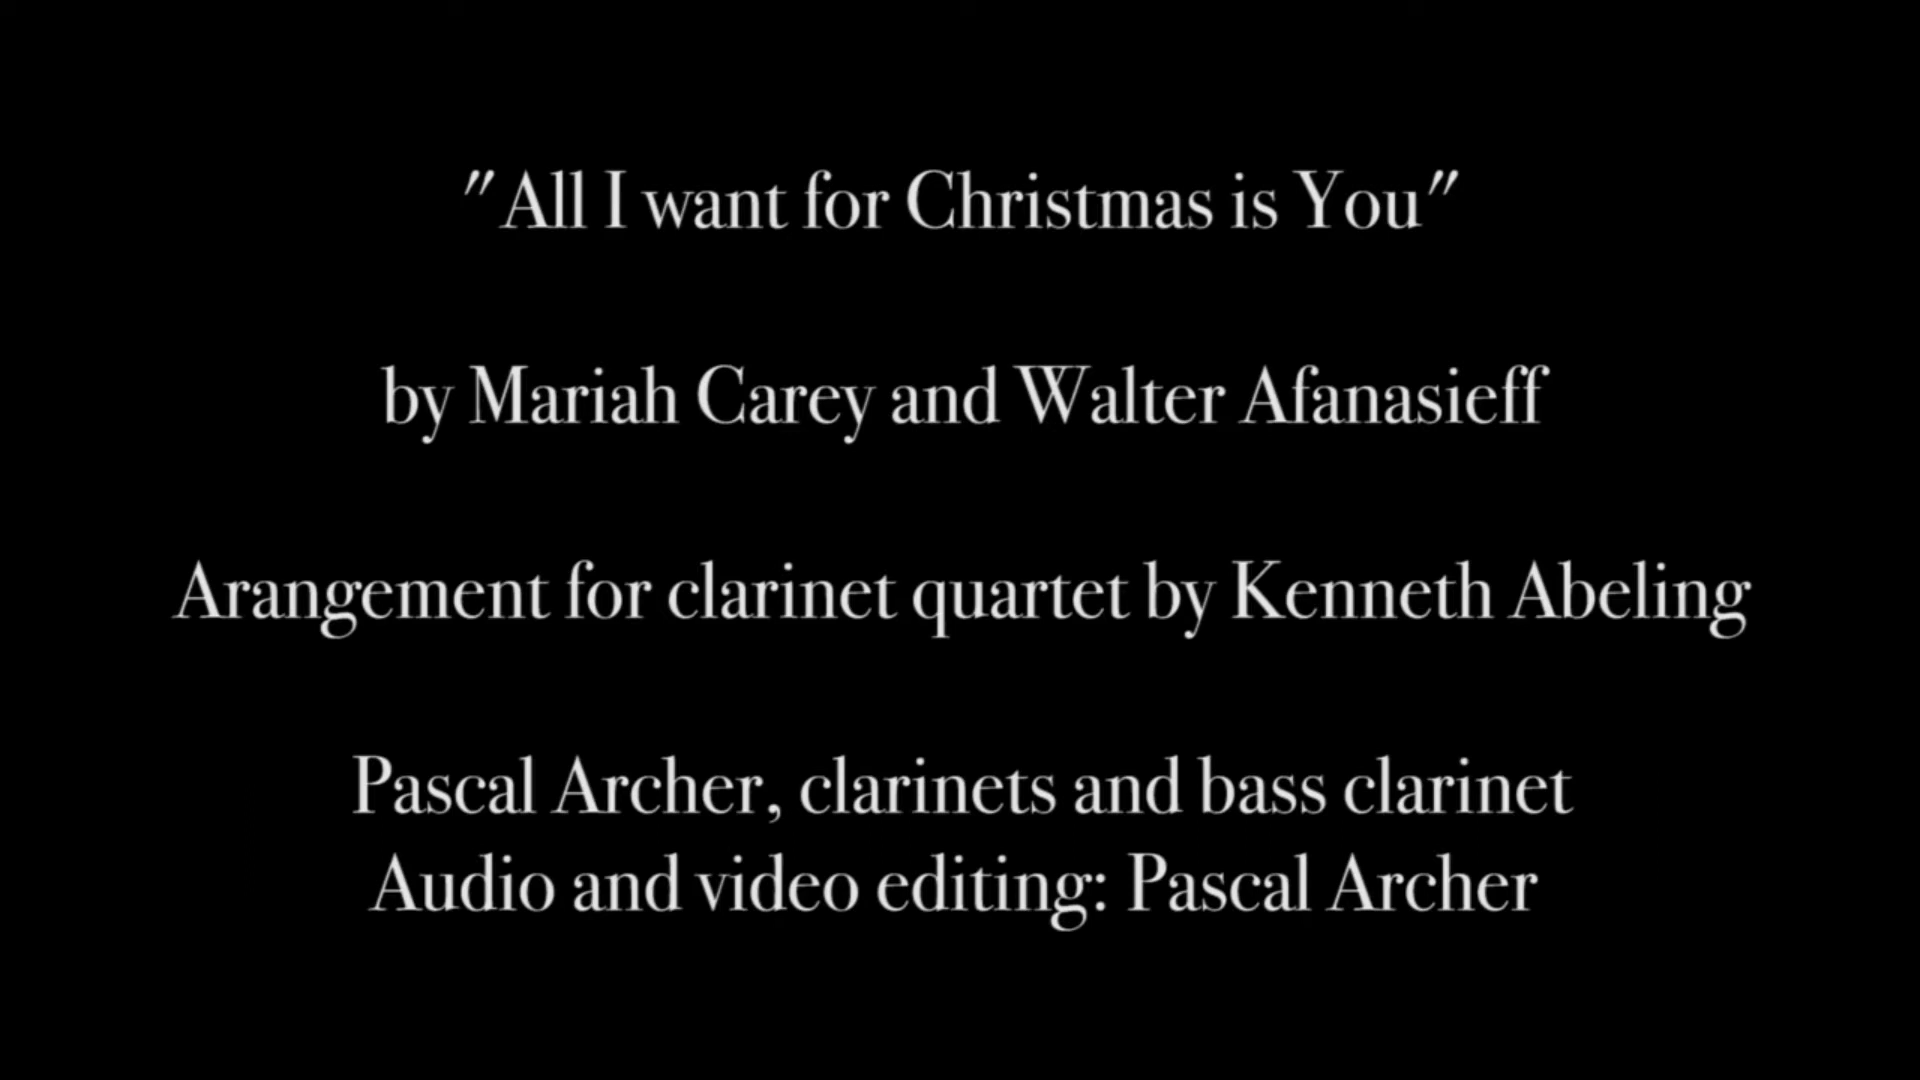 "All I want for Christmas is You"
by Mariah Carey and Walter Afanasieff
Arangement for clarinet quartet by Kenneth Abeling
Pascal Archer, clarinets and bass clarinet
Audio and video editing: Pascal Archer